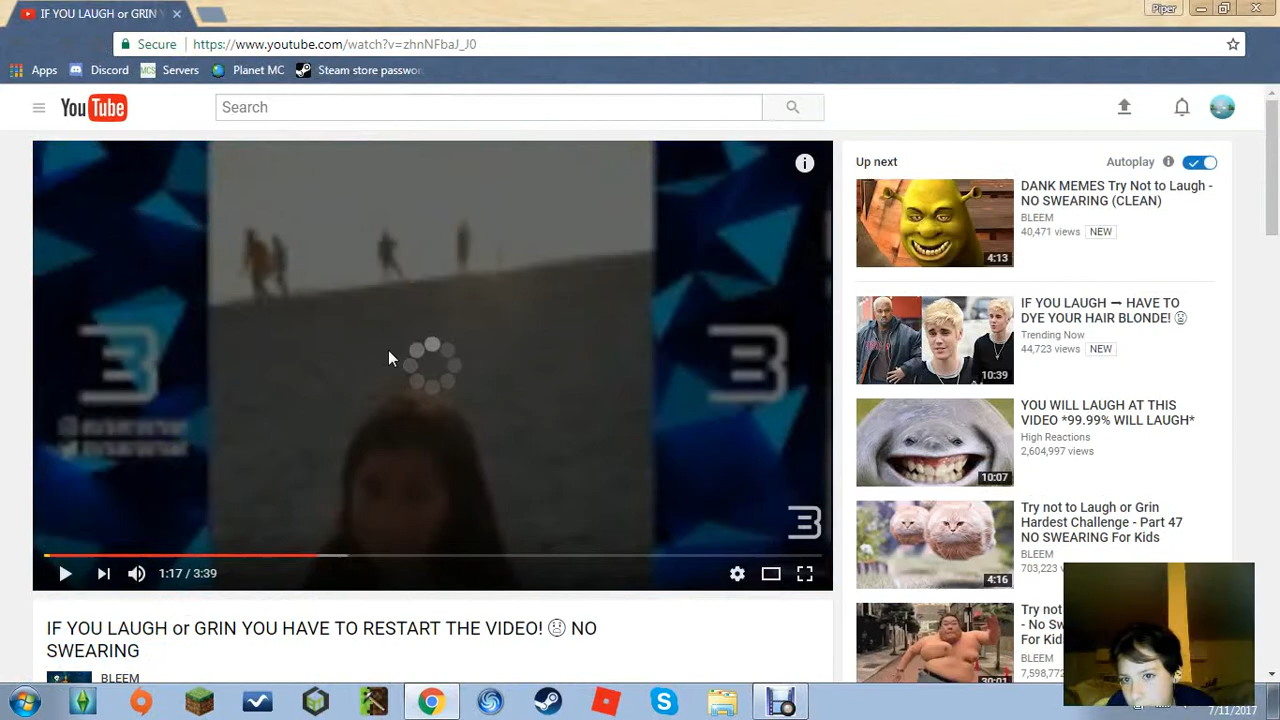 IF YOU LAUGH or GRIN Y
Piper
Secure
https://www.youtube.com/watch?v=zhnNFbaJ_J0
Apps
Discord
MCS
Servers
Planet MC
Steam store passwo
YouTube
Search
Up next
Autoplay
DANK MEMES Try Not to Laugh -
NO SWEARING (CLEAN)
BLEEM
40,471 views
NEW
4:13
IF YOU LAUGH ➞ HAVE TO
DYE YOUR HAIR BLONDE! 😨
Trending Now
44,723 views
NEW
10:39
YOU WILL LAUGH AT THIS
VIDEO *99.99% WILL LAUGH*
High Reactions
2,604,997 views
10:07
Try not to Laugh or Grin
Hardest Challenge - Part 47
NO SWEARING For Kids
BLEEM
703,223
4:16
Try not
- No Sw
For Kid
BLEEM
7,598,772
30:01
1:17 / 3:39
IF YOU LAUGH or GRIN YOU HAVE TO RESTART THE VIDEO! 😨 NO
SWEARING
BLEEM
7/11/2017